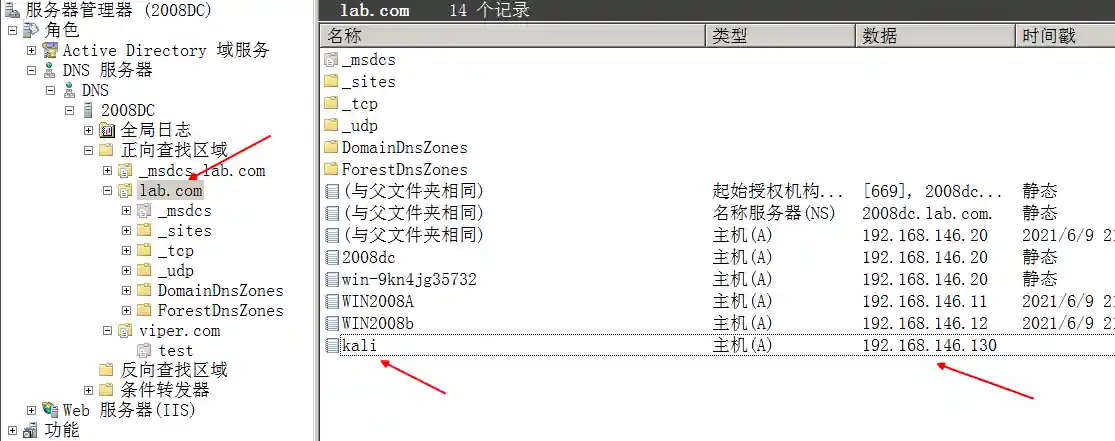 服务器管理器 (2008DC)
角色
Active Directory 域服务
DNS 服务器
DNS
2008DC
全局日志
正向查找区域
_msdcs.lab.com
lab.com
_msdcs
_sites
_tcp
_udp
DomainDnsZones
ForestDnsZones
viper.com
test
反向查找区域
条件转发器
Web 服务器(IIS)
功能
lab.com 14 个记录
名称 类型 数据 时间戳
_msdcs
_sites
_tcp
_udp
DomainDnsZones
ForestDnsZones
(与父文件夹相同) 起始授权机构... [669], 2008dc... 静态
(与父文件夹相同) 名称服务器(NS) 2008dc.lab.com. 静态
(与父文件夹相同) 主机(A) 192.168.146.20 2021/6/9 2
2008dc 主机(A) 192.168.146.20 静态
win-9kn4jg35732 主机(A) 192.168.146.20 静态
WIN2008A 主机(A) 192.168.146.11 2021/6/9 2
WIN2008b 主机(A) 192.168.146.12 2021/6/9 2
kali 主机(A) 192.168.146.130